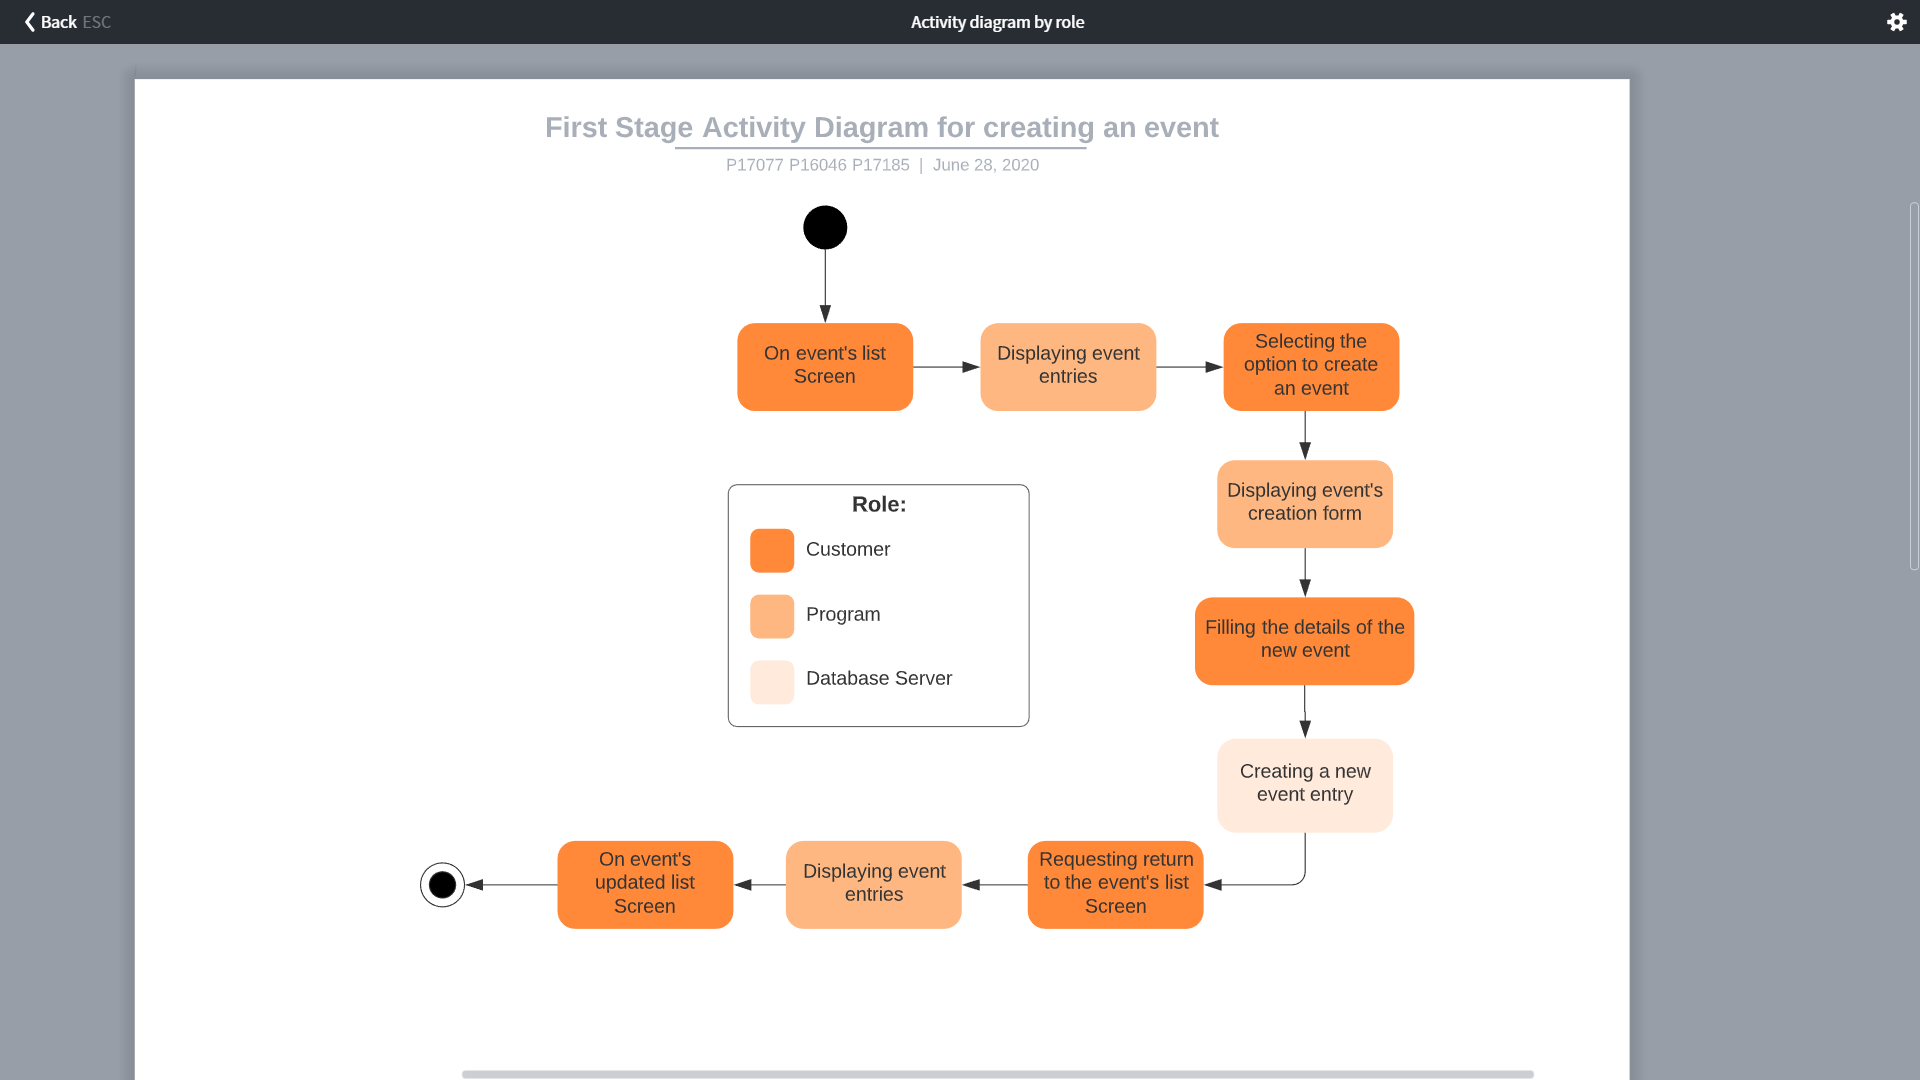 Back ESC
Activity diagram by role
First Stage Activity Diagram for creating an event
P17077 P16046 P17185 | June 28, 2020
On event's list
Screen
Displaying event
entries
Selecting the
option to create
an event
Displaying event's
creation form
Role:
Customer
Program
Database Server
Filling the details of the
new event
Creating a new
event entry
Requesting return
to the event's list
Screen
Displaying event
entries
On event's
updated list
Screen